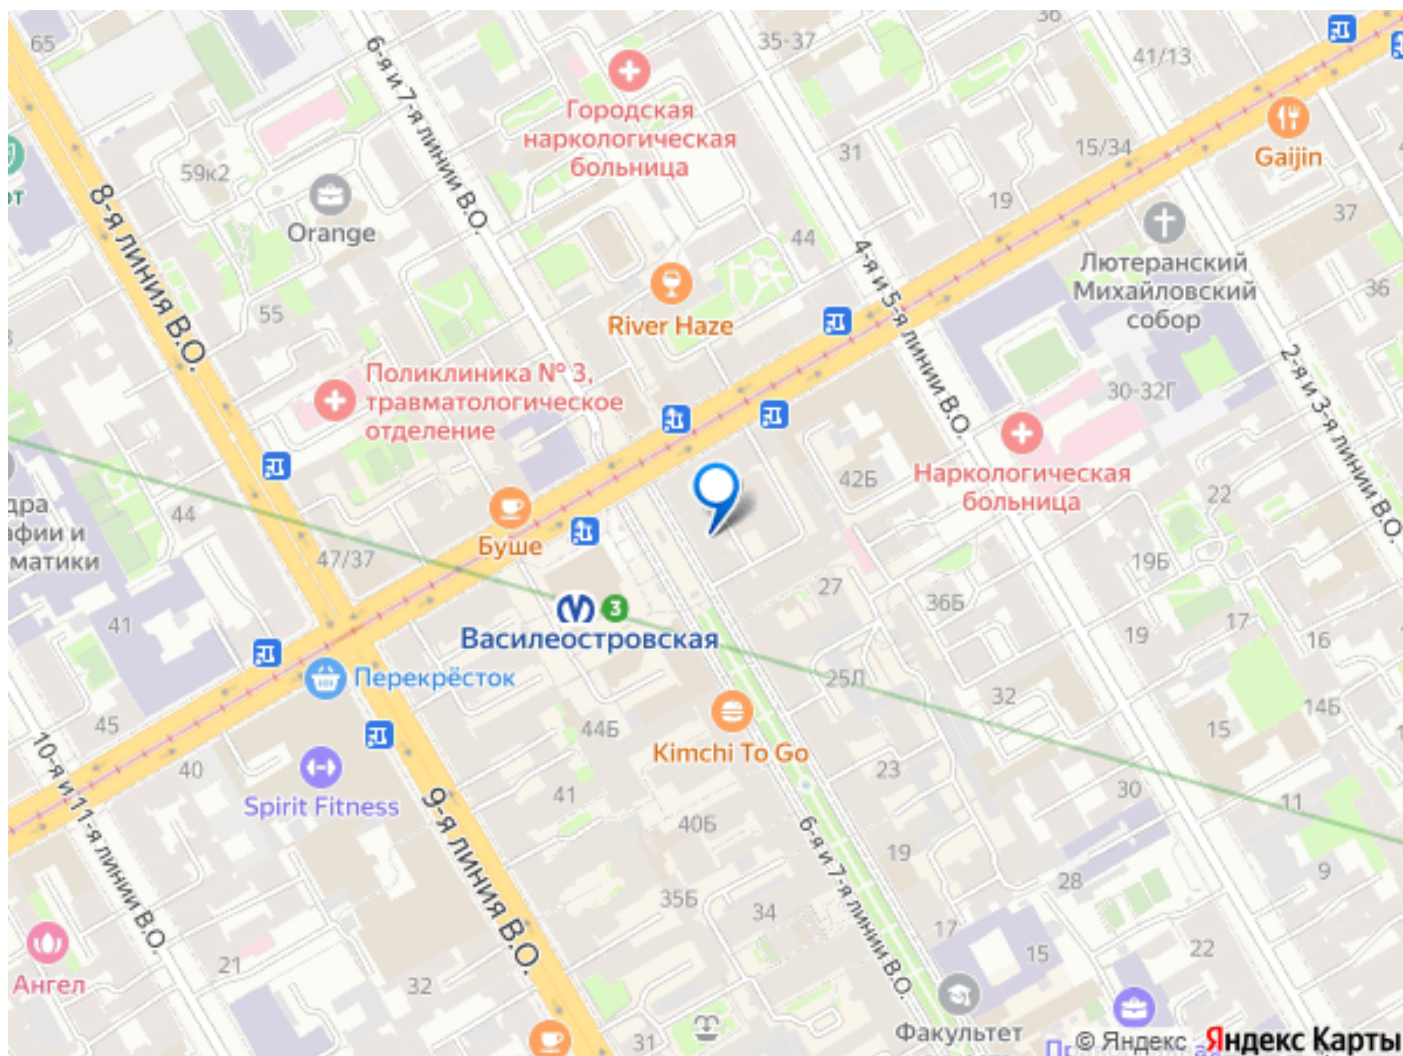 65
6-я и 7-я линии В.О.
35-37
36
41/13
Городская
наркологическая
больница
31
15/34
Gaijin
59к2
8-я линия В.О.
Orange
19
37
44
4-я и 5-я линии В.О.
Лютеранский
Михайловский
собор
36
55
River Haze
2-я и 3-я линии В.О.
Поликлиника № 3,
травматологическое
отделение
30-32Г
42Б
Наркологическая
больница
22
44
Буше
47/37
19Б
27
36Б
3
Василеостровская
41
19
17
16
Перекрёсток
25Л
32
14Б
45
44Б
15
10-я и 11-я линии В.О.
40
Kimchi To Go
23
Spirit Fitness
9-я линия В.О.
41
30
11
40Б
6-я и 7-я линии В.О.
19
9
28
35Б
34
17
15
22
21
Ангел
32
31
Факультет
© Яндекс
Яндекс Карты